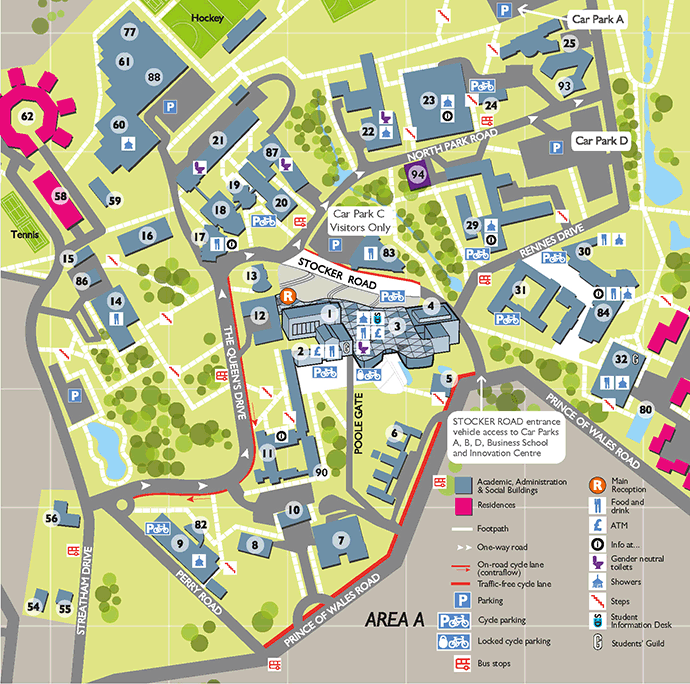 Hockey
P
Car Park A
77
61
88
P
62
60
59
58
Tennis
21
87
19
18
20
17
16
15
86
14
13
25
93
23
24
22
NORTH PARK ROAD
P
Car Park D
94
Car Park C
Visitors Only
P
29
RENNES DRIVE
83
30
STOCKER ROAD
R
31
84
12
1
2
3
4
5
32
80
THE QUEEN'S DRIVE
POOLE GATE
STOCKER ROAD entrance
vehicle access to Car Parks
A, B, D, Business School
and Innovation Centre
PRINCE OF WALES ROAD
P
11
90
6
10
7
8
9
82
PERRY ROAD
56
54
55
STREATHAM DRIVE
PRINCE OF WALES ROAD
AREA A
Academic, Administration
& Social Buildings
Residences
Footpath
One-way road
On-road cycle lane
(contraflow)
Traffic-free cycle lane
P Parking
Cycle parking
Locked cycle parking
Bus stops
R Main
Reception
Food and
drink
£ ATM
i Info at...
Gender neutral
toilets
Showers
Steps
Student
Information Desk
Students' Guild